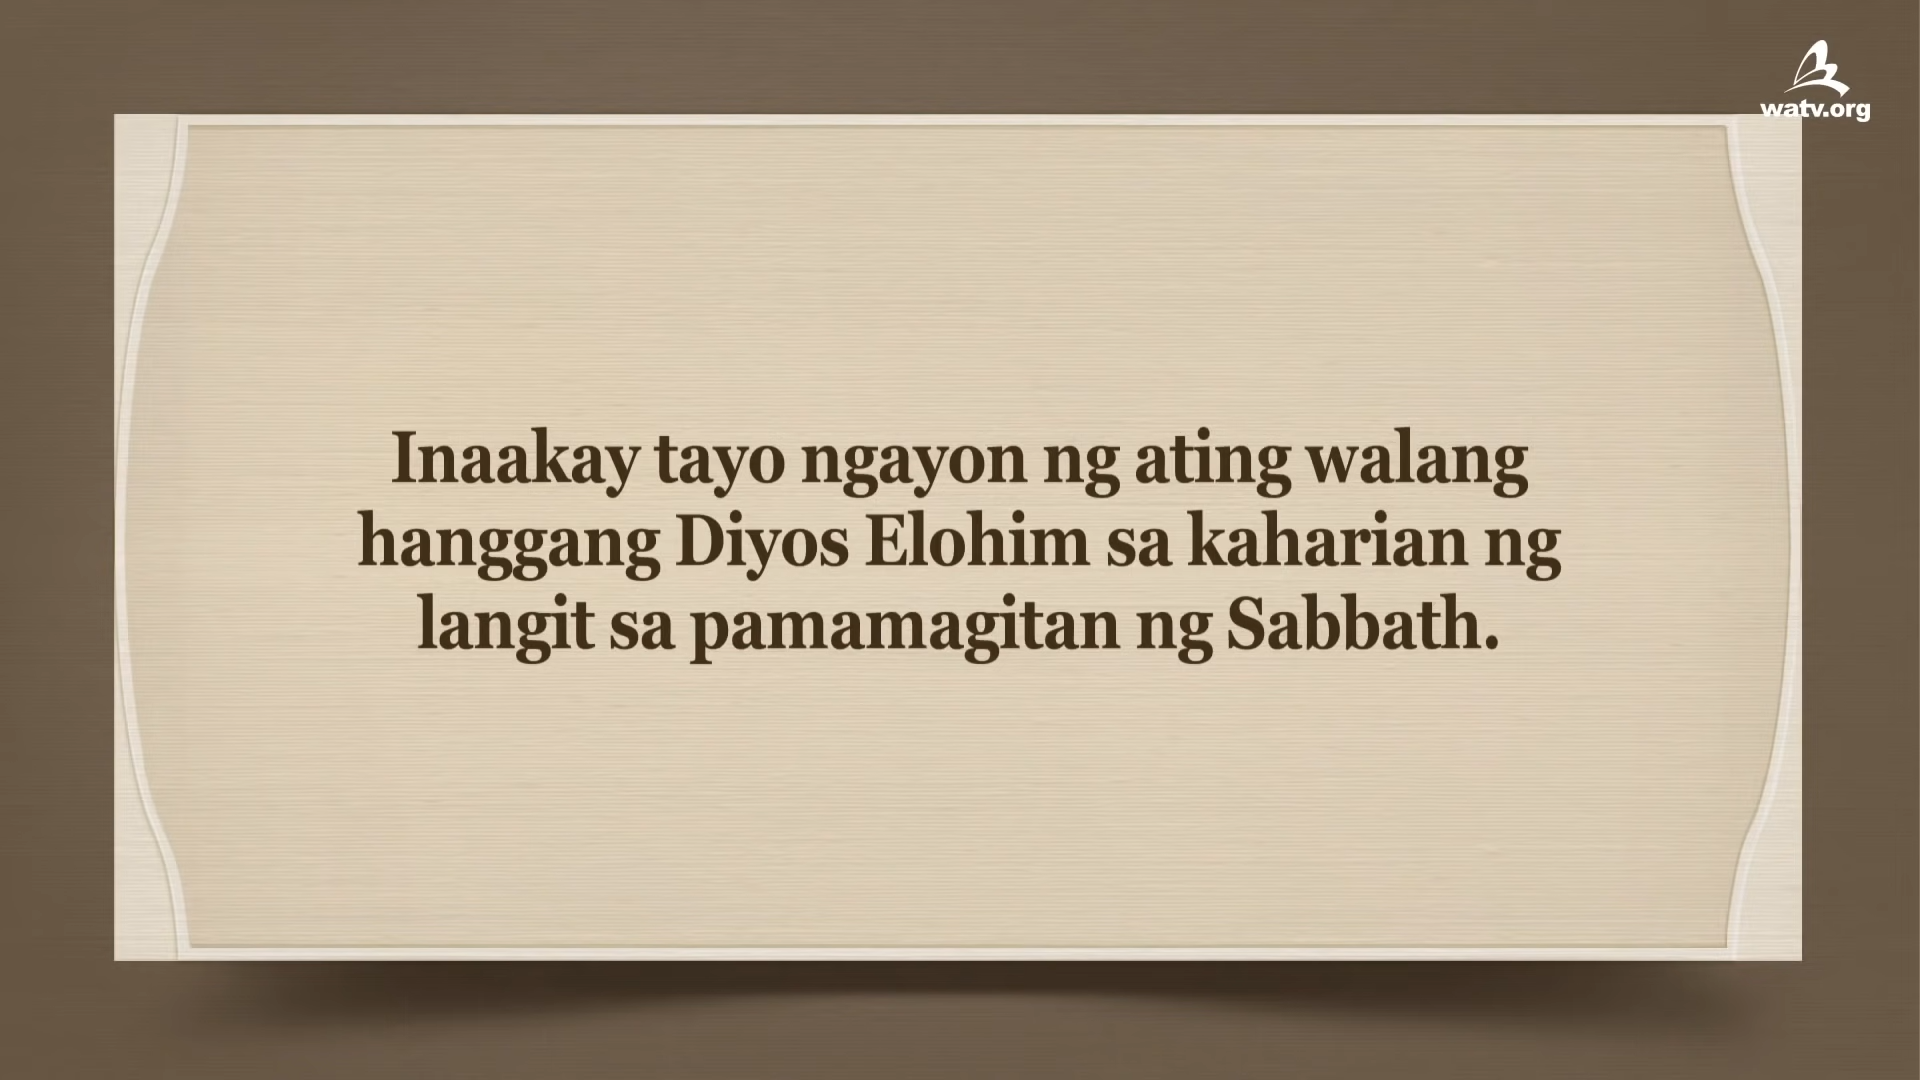 watv.org
Inaakay tayo ngayon ng ating walang
hanggang Diyos Elohim sa kaharian ng
langit sa pamamagitan ng Sabbath.